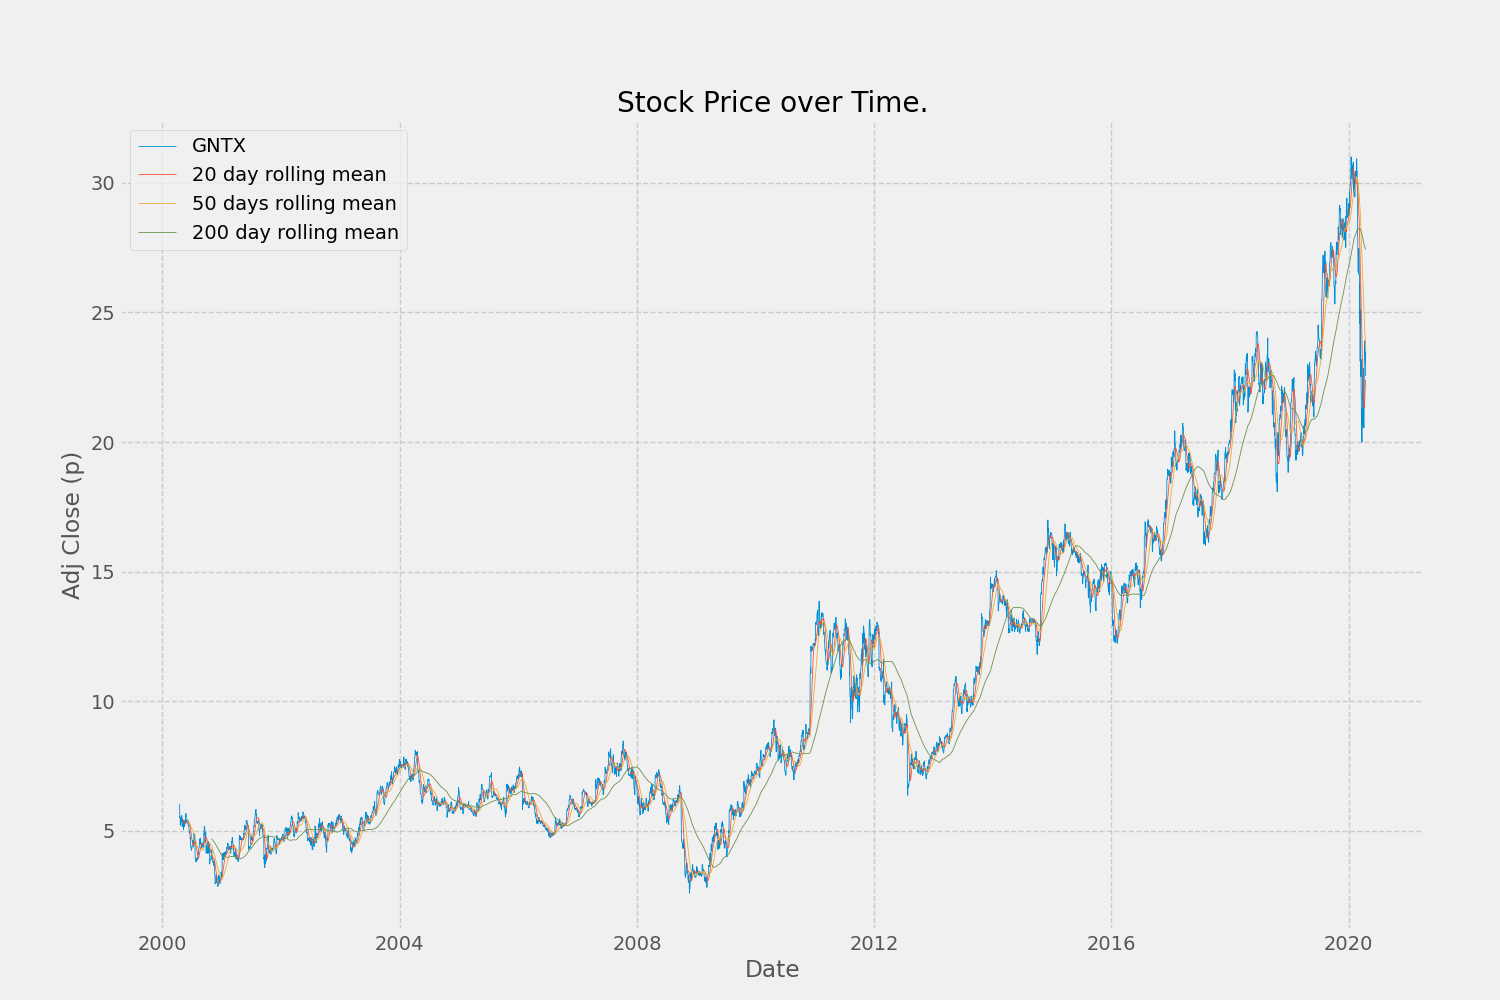 Stock Price over Time.
GNTX
20 day rolling mean
50 days rolling mean
200 day rolling mean
30
25
20
15
10
5
Adj Close (p)
2000 2004 2008 2012 2016 2020
Date